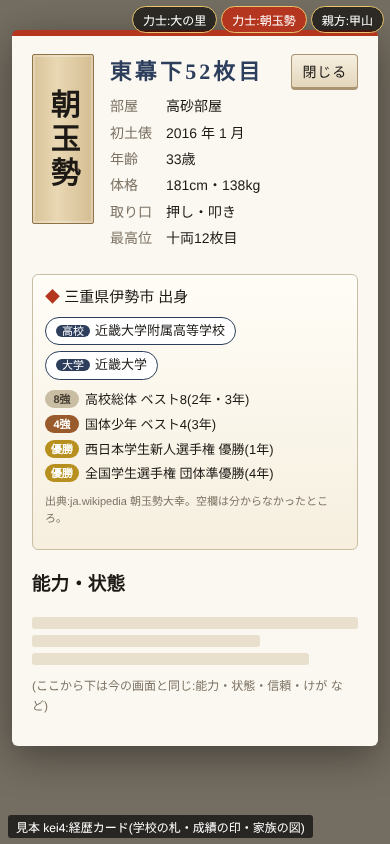 力士:大の里 力士:朝玉勢 親方:甲山
朝玉勢
東幕下52枚目
閉じる
部屋 高砂部屋
初土俵 2016 年 1 月
年齢 33歳
体格 181cm・138kg
取り口 押し・叩き
最高位 十両12枚目
◆ 三重県伊勢市 出身
高校 近畿大学附属高等学校
大学 近畿大学
8強 高校総体 ベスト8(2年・3年)
4強 国体少年 ベスト4(3年)
優勝 西日本学生新人選手権 優勝(1年)
優勝 全国学生選手権 団体準優勝(4年)
出典:ja.wikipedia 朝玉勢大幸。空欄は分からなかったとこ
ろ。
能力・状態
(ここから下は今の画面と同じ:能力・状態・信頼・けが な
ど)
見本 kei4:経歴カード(学校の札・成績の印・家族の図)